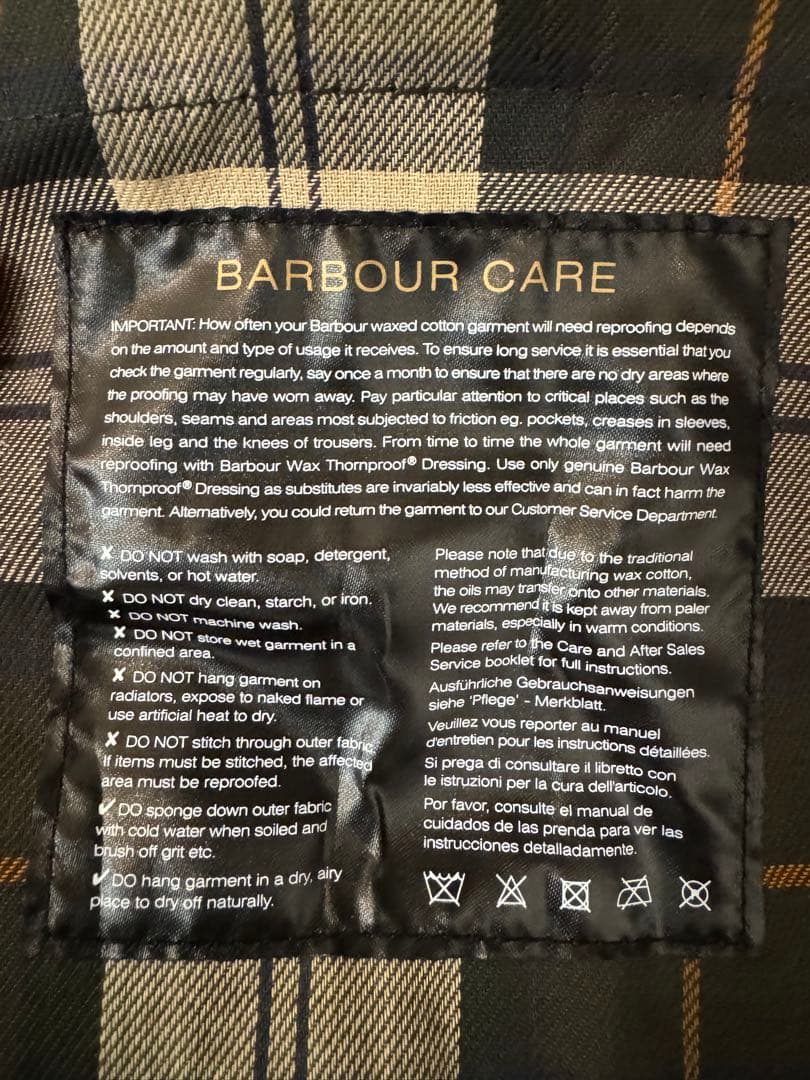 BARBOUR CARE
IMPORTANT: How often your Barbour waxed cotton garment will need reproofing depends
on the amount and type of usage it receives. To ensure long service it is essential that you
check the garment regularly, say once a month to ensure that there are no dry areas where
the proofing may have worn away. Pay particular attention to critical places such as the
shoulders, seams and areas most subjected to friction eg. pockets, creases in sleeves,
inside leg and the knees of trousers. From time to time the whole garment will need
reproofing with Barbour Wax Thornproof® Dressing. Use only genuine Barbour Wax
Thornproof® Dressing as substitutes are invariably less effective and can in fact harm the
garment. Alternatively, you could return the garment to our Customer Service Department.
✘ DO NOT wash with soap, detergent,
solvents, or hot water.
✘ DO NOT dry clean, starch, or iron.
✘ DO NOT machine wash.
✘ DO NOT store wet garment in a
confined area.
✘ DO NOT hang garment on
radiators, expose to naked flame or
use artificial heat to dry.
✘ DO NOT stitch through outer fabric.
If items must be stitched, the affected
area must be reproofed.
✔ DO sponge down outer fabric
with cold water when soiled and
brush off grit etc.
✔ DO hang garment in a dry, airy
place to dry off naturally.
Please note that due to the traditional
method of manufacturing wax cotton,
the oils may transfer onto other materials.
We recommend it is kept away from paler
materials, especially in warm conditions.
Please refer to the Care and After Sales
Service booklet for full instructions.
Ausführliche Gebrauchsanweisungen
siehe 'Pflege' - Merkblatt.
Veuillez vous reporter au manuel
d'entretien pour les instructions détaillées.
Si prega di consultare il libretto con
le istruzioni per la cura dell'articolo.
Por favor, consulte el manual de
cuidados de las prenda para ver las
instrucciones detalladamente.